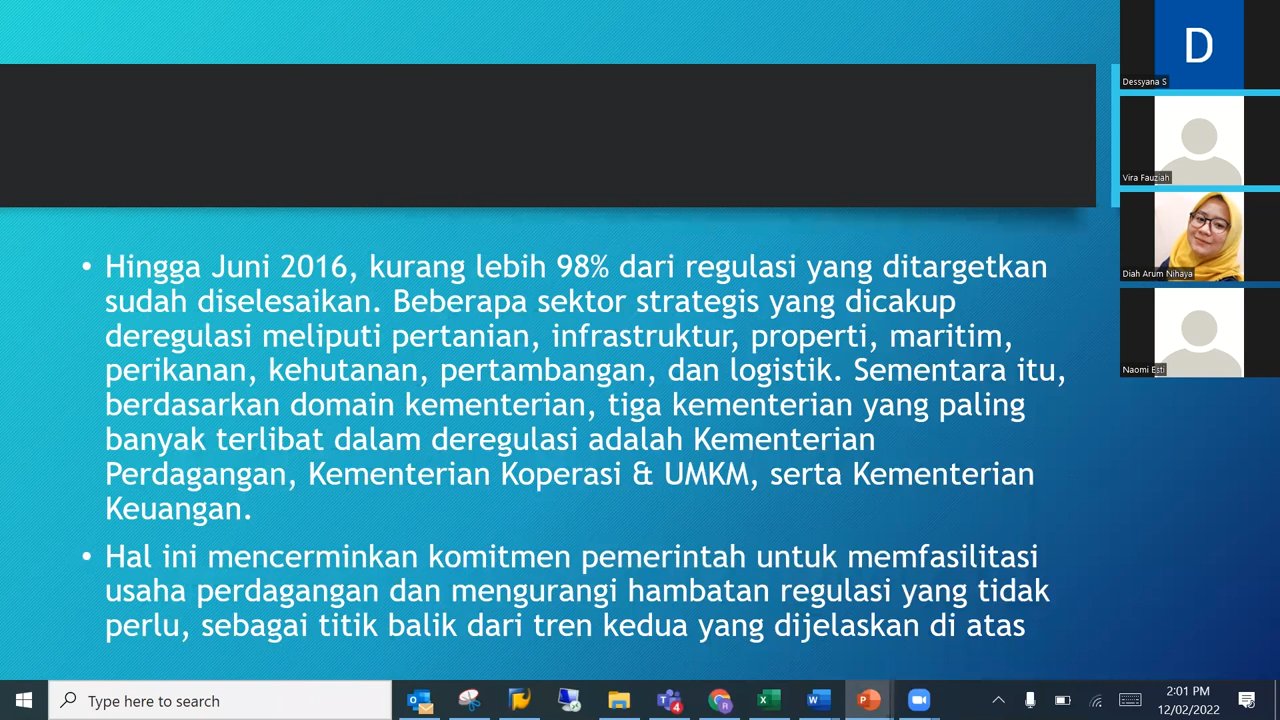 D
Dessyana S
Vira Fauziah
Diah Arum Nihaya
Naomi Esti
• Hingga Juni 2016, kurang lebih 98% dari regulasi yang ditargetkan
sudah diselesaikan. Beberapa sektor strategis yang dicakup
deregulasi meliputi pertanian, infrastruktur, properti, maritim,
perikanan, kehutanan, pertambangan, dan logistik. Sementara itu,
berdasarkan domain kementerian, tiga kementerian yang paling
banyak terlibat dalam deregulasi adalah Kementerian
Perdagangan, Kementerian Koperasi & UMKM, serta Kementerian
Keuangan.
• Hal ini mencerminkan komitmen pemerintah untuk memfasilitasi
usaha perdagangan dan mengurangi hambatan regulasi yang tidak
perlu, sebagai titik balik dari tren kedua yang dijelaskan di atas
Type here to search
4
R
2:01 PM
12/02/2022